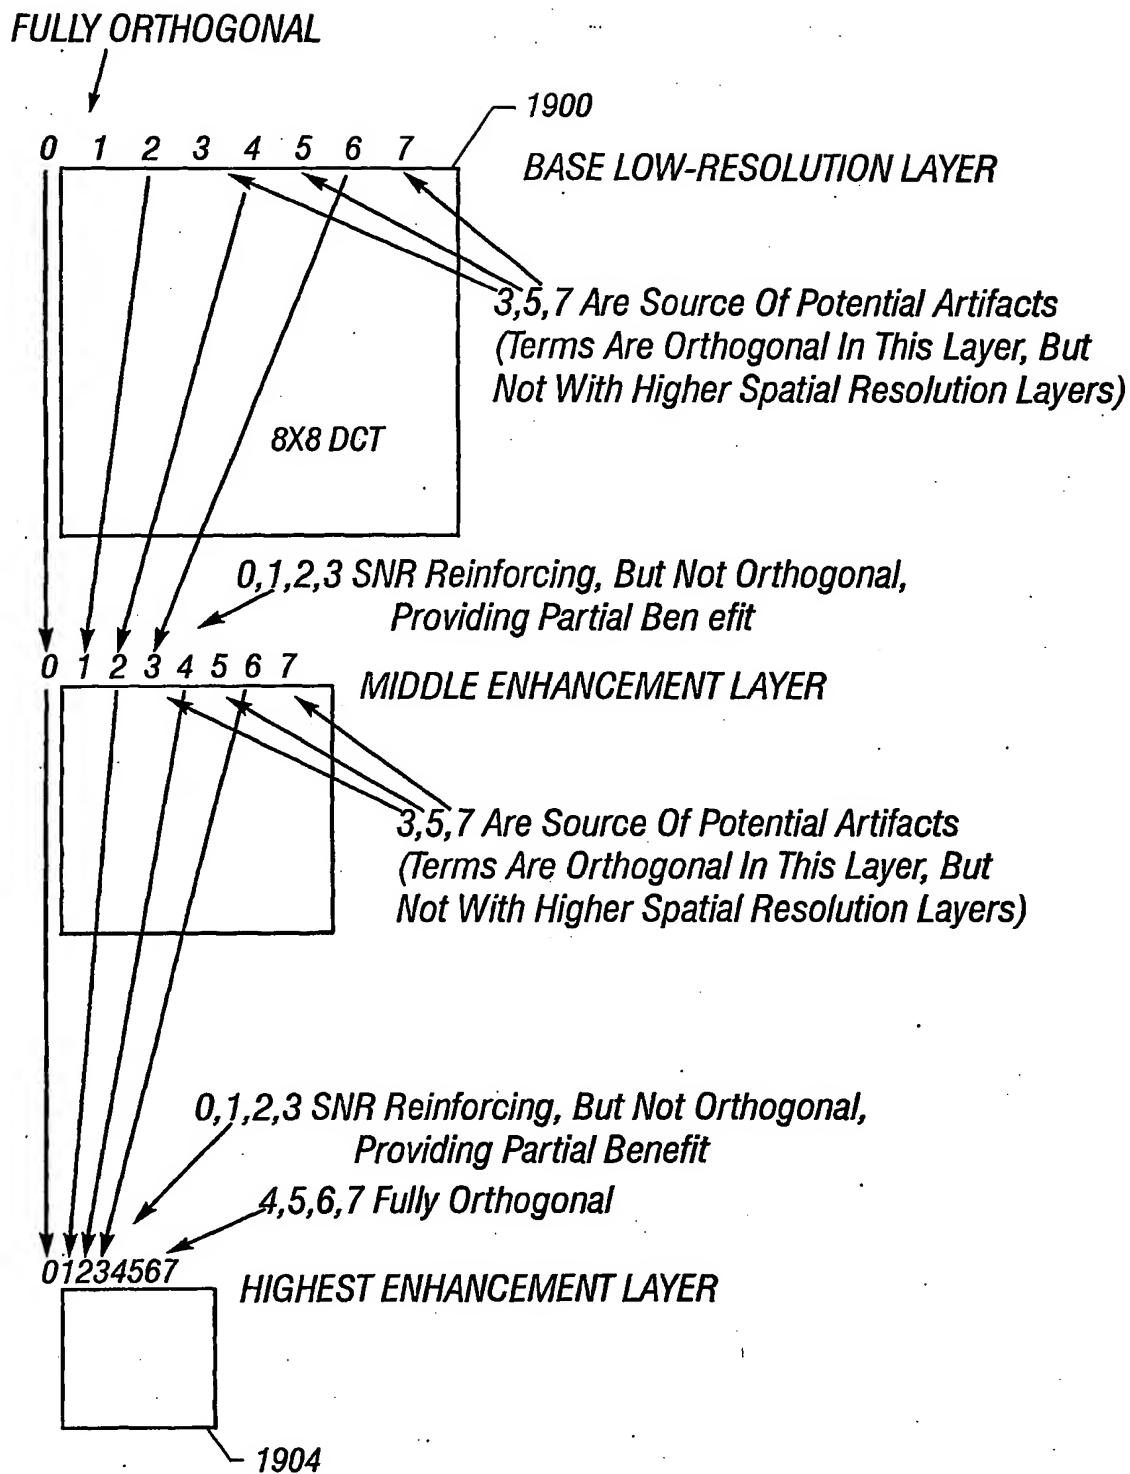 FULLY ORTHOGONAL
1900
0 1 2 3 4 5 6 7
BASE LOW-RESOLUTION LAYER
3,5,7 Are Source Of Potential Artifacts
(Terms Are Orthogonal In This Layer, But
Not With Higher Spatial Resolution Layers)
8X8 DCT
0,1,2,3 SNR Reinforcing, But Not Orthogonal,
Providing Partial Ben efit
0 1 2 3 4 5 6 7
MIDDLE ENHANCEMENT LAYER
3,5,7 Are Source Of Potential Artifacts
(Terms Are Orthogonal In This Layer, But
Not With Higher Spatial Resolution Layers)
0,1,2,3 SNR Reinforcing, But Not Orthogonal,
Providing Partial Benefit
4,5,6,7 Fully Orthogonal
01234567
HIGHEST ENHANCEMENT LAYER
1904